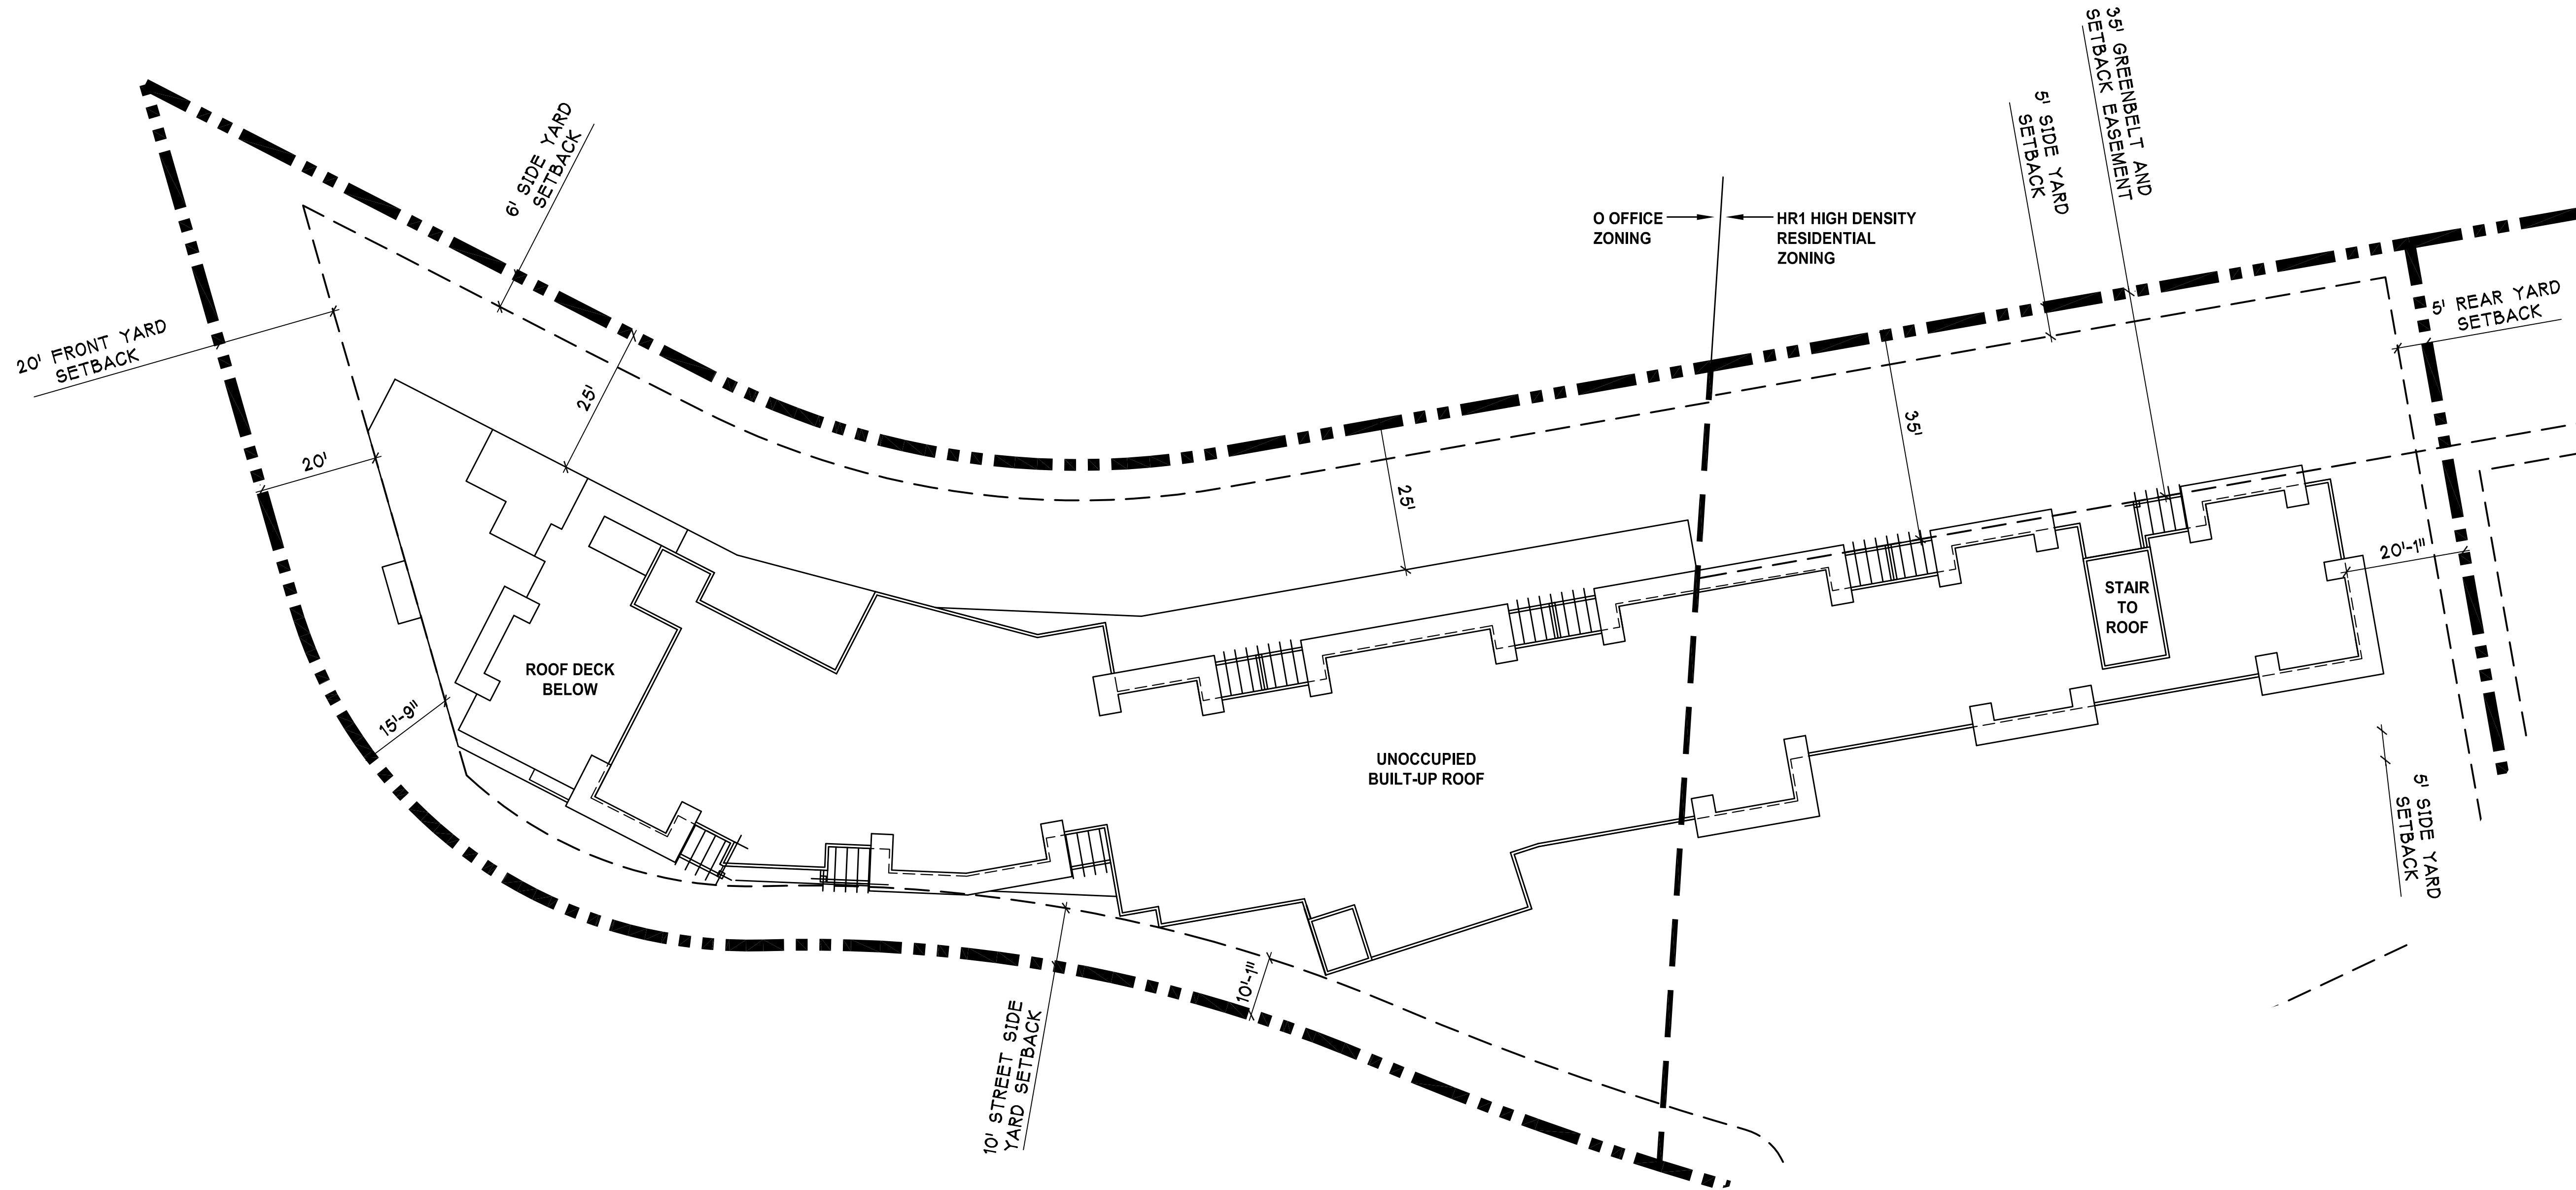 35' GREENBELT AND
SETBACK EASEMENT
5' SIDE YARD
SETBACK
6' SIDE YARD
SETBACK
O OFFICE
ZONING
HR1 HIGH DENSITY
RESIDENTIAL
ZONING
5' REAR YARD
SETBACK
20' FRONT YARD
SETBACK
25'
35'
20'
25'
20'-1"
STAIR
TO
ROOF
ROOF DECK
BELOW
15'-9"
UNOCCUPIED
BUILT-UP ROOF
5' SIDE YARD
SETBACK
10'-1"
10' STREET SIDE
YARD SETBACK